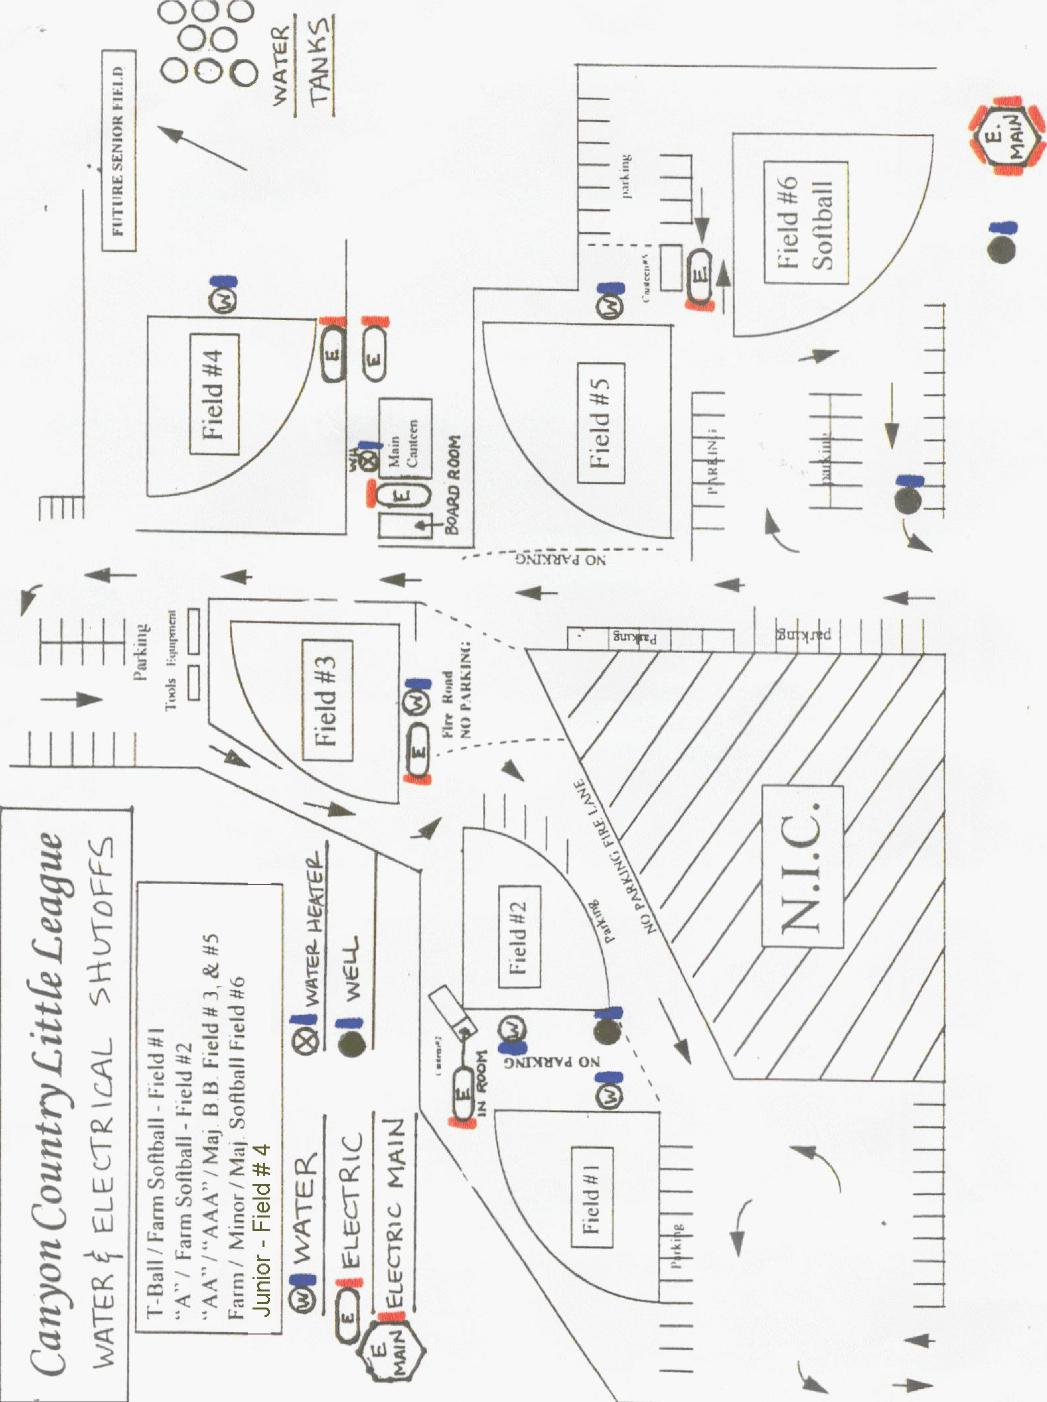 Canyon Country Little League
WATER & ELECTRICAL SHUTOFFS
T-Ball / Farm Softball - Field #1
"A" / Farm Softball - Field #2
"AA" / "AAA" / Maj. B.B. Field # 3, & #5
Farm / Minor / Maj. Softball Field #6
Junior - Field # 4
W WATER
E ELECTRIC
E MAIN ELECTRIC MAIN
WATER HEATER
WELL
FUTURE SENIOR FIELD
WATER
TANKS
Parking
Tools Equipment
Field #4
W
E
E
WH
Main
Canteen
E
BOARD ROOM
Field #3
E
W
Fire Road
NO PARKING
NO PARKING
Field #5
W
PARKING
parking
Canteen #5
E
Field #6
Softball
E.
MAIN
parking
Parking
parking
NO PARKING FIRE LANE
N.I.C.
Field #2
Parking
W
NO PARKING
E
IN ROOM
W
Field #1
Parking